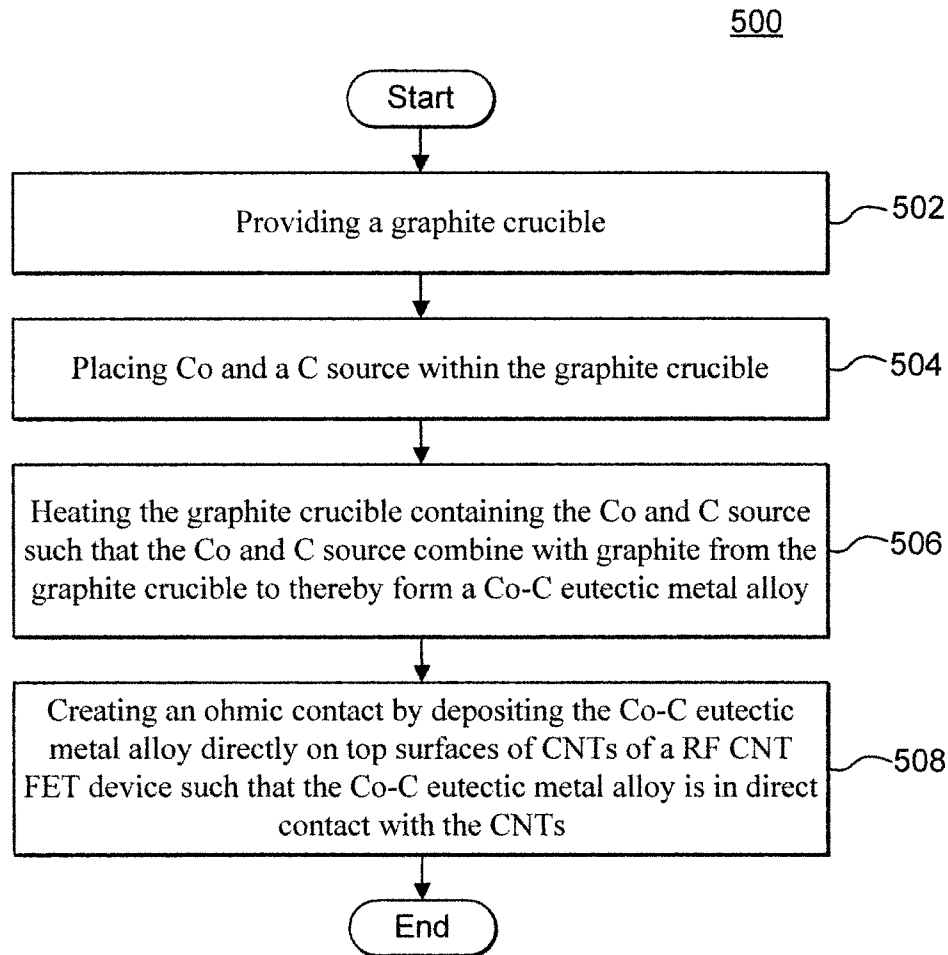 500
Start
Providing a graphite crucible
502
Placing Co and a C source within the graphite crucible
504
Heating the graphite crucible containing the Co and C source
such that the Co and C source combine with graphite from the
graphite crucible to thereby form a Co-C eutectic metal alloy
506
Creating an ohmic contact by depositing the Co-C eutectic
metal alloy directly on top surfaces of CNTs of a RF CNT
FET device such that the Co-C eutectic metal alloy is in direct
contact with the CNTs
508
End